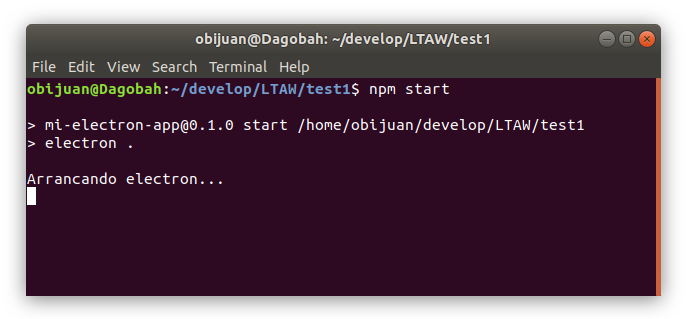 obijuan@Dagobah: ~/develop/LTAW/test1
File Edit View Search Terminal Help
obijuan@Dagobah:~/develop/LTAW/test1$ npm start
> mi-electron-app@0.1.0 start /home/obijuan/develop/LTAW/test1
> electron .
Arrancando electron...